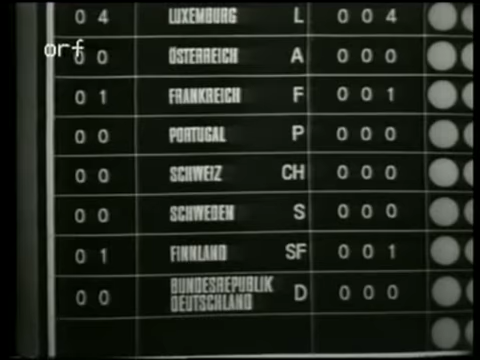 0 4 LUXEMBURG L 0 0 4
orf
0 0 ÖSTERREICH A 0 0 0
0 1 FRANKREICH F 0 0 1
0 0 PORTUGAL P 0 0 0
0 0 SCHWEIZ CH 0 0 0
0 0 SCHWEDEN S 0 0 0
0 1 FINNLAND SF 0 0 1
0 0 BUNDESREPUBLIK DEUTSCHLAND D 0 0 0